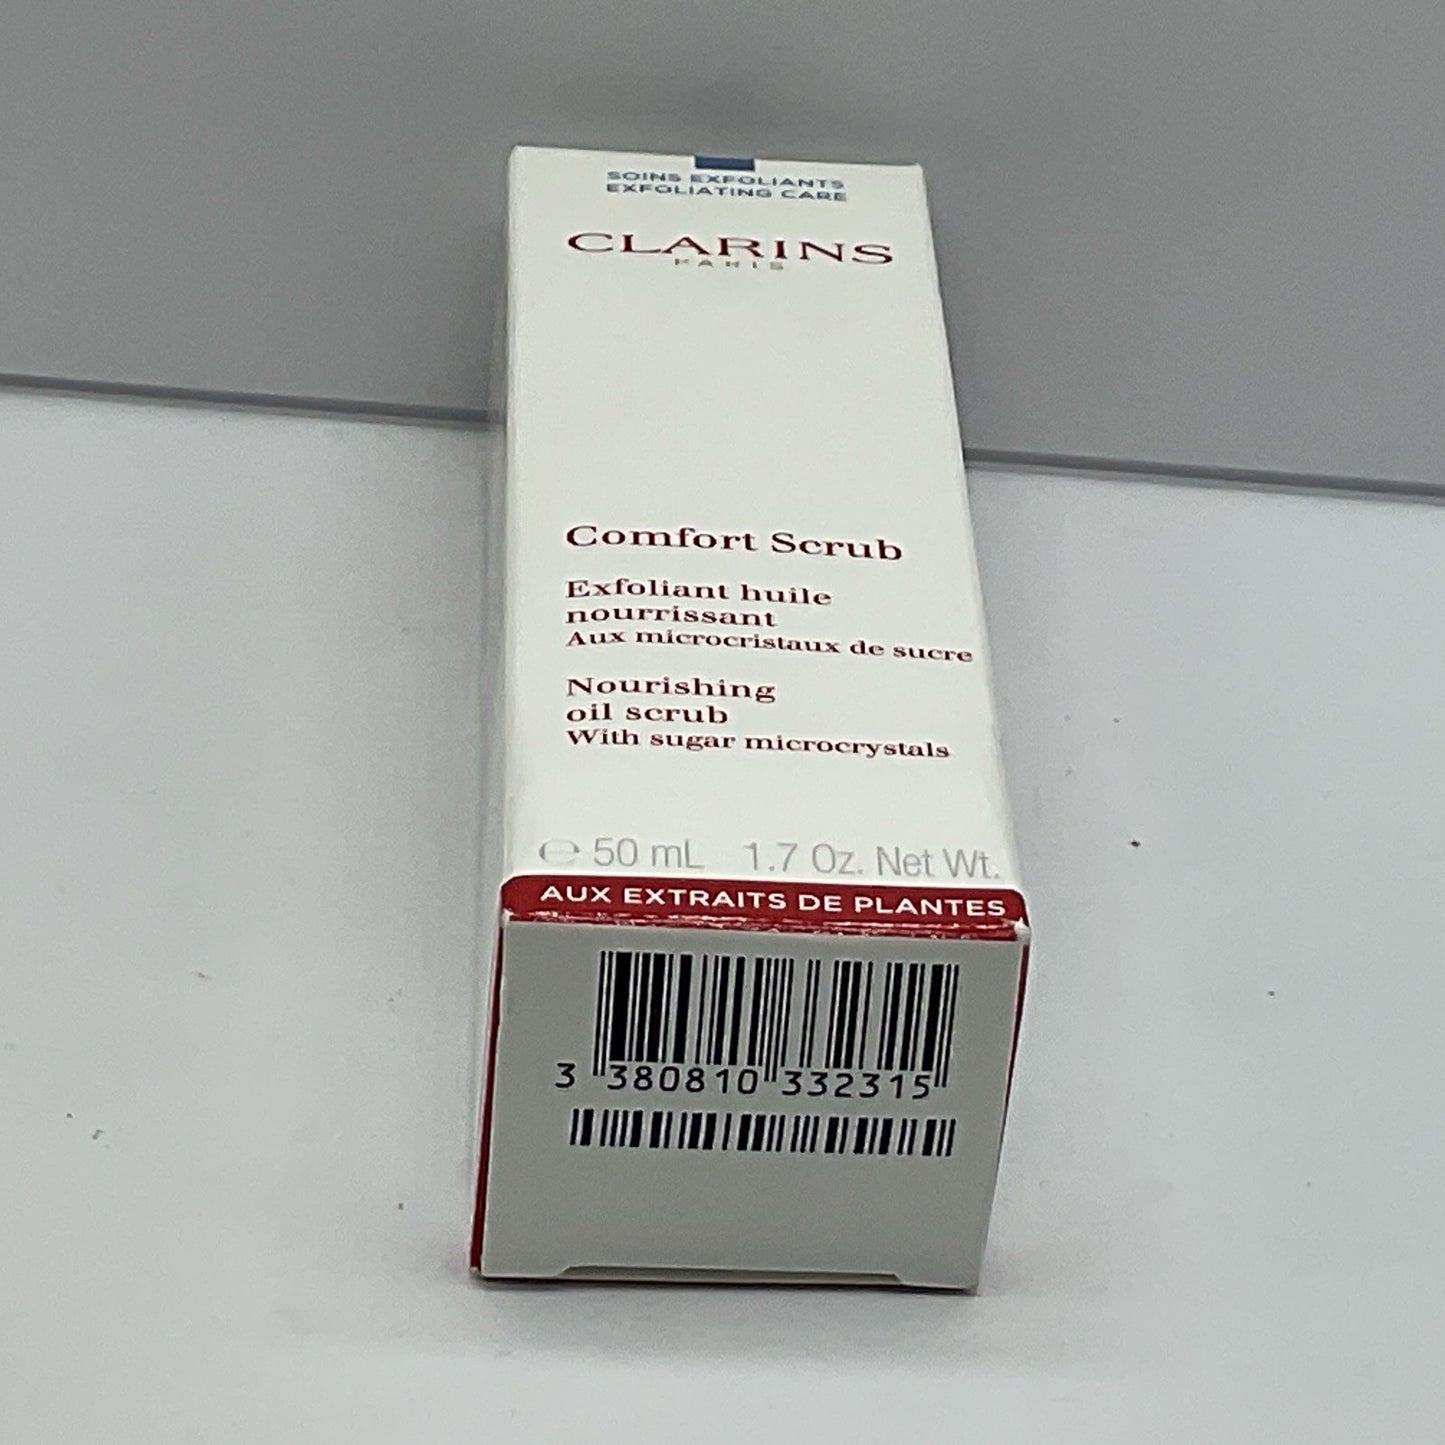 SOINS EXFOLIANTS
EXFOLIATING CARE
CLARINS
PARIS
Comfort Scrub
Exfoliant huile
nourrissant
Aux microcristaux de sucre
Nourishing
oil scrub
With sugar microcrystals
℮ 50 mL 1.7 Oz. Net Wt.
AUX EXTRAITS DE PLANTES
3 380810 332315